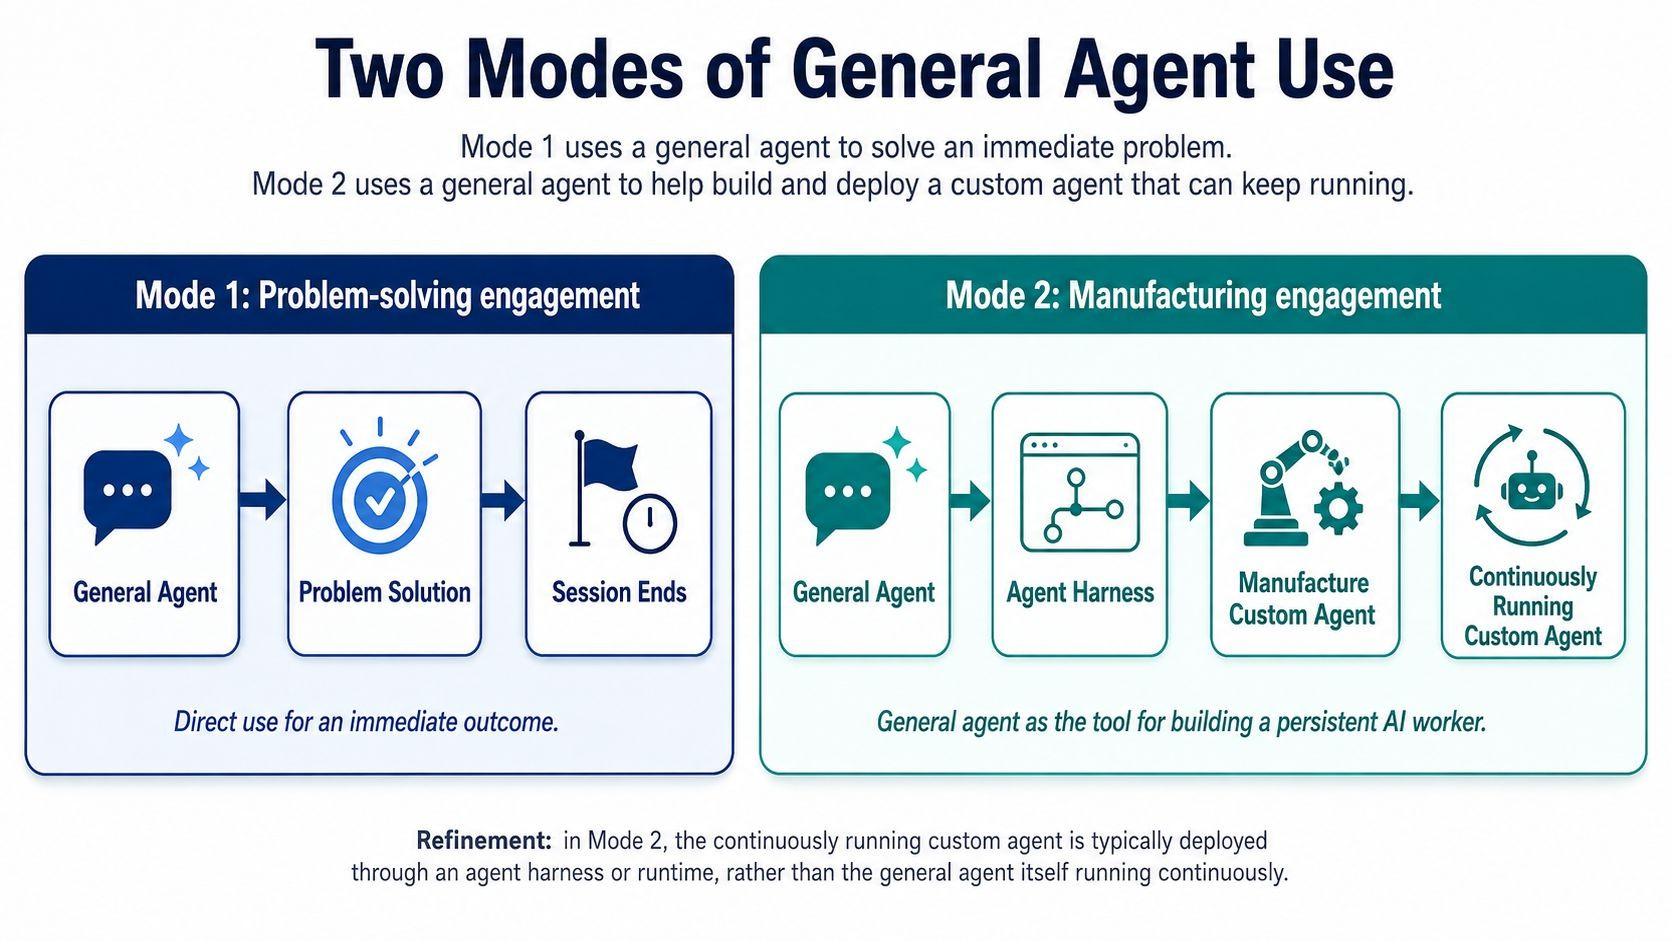 Two Modes of General Agent Use
Mode 1 uses a general agent to solve an immediate problem.
Mode 2 uses a general agent to help build and deploy a custom agent that can keep running.
Mode 1: Problem-solving engagement
General Agent
Problem Solution
Session Ends
Direct use for an immediate outcome.
Mode 2: Manufacturing engagement
General Agent
Agent Harness
Manufacture
Custom Agent
Continuously
Running
Custom Agent
General agent as the tool for building a persistent AI worker.
Refinement: in Mode 2, the continuously running custom agent is typically deployed
through an agent harness or runtime, rather than the general agent itself running continuously.